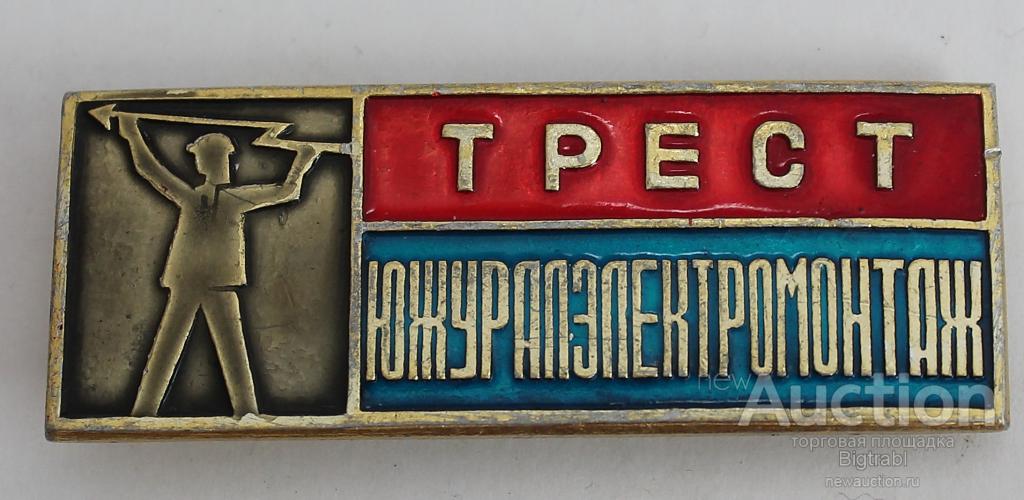 ТРЕСТ
ЮЖУРАЛЭЛЕКТРОМОНТАЖ
newAuction
торговая площадка
Bigtrabl
newauction.ru